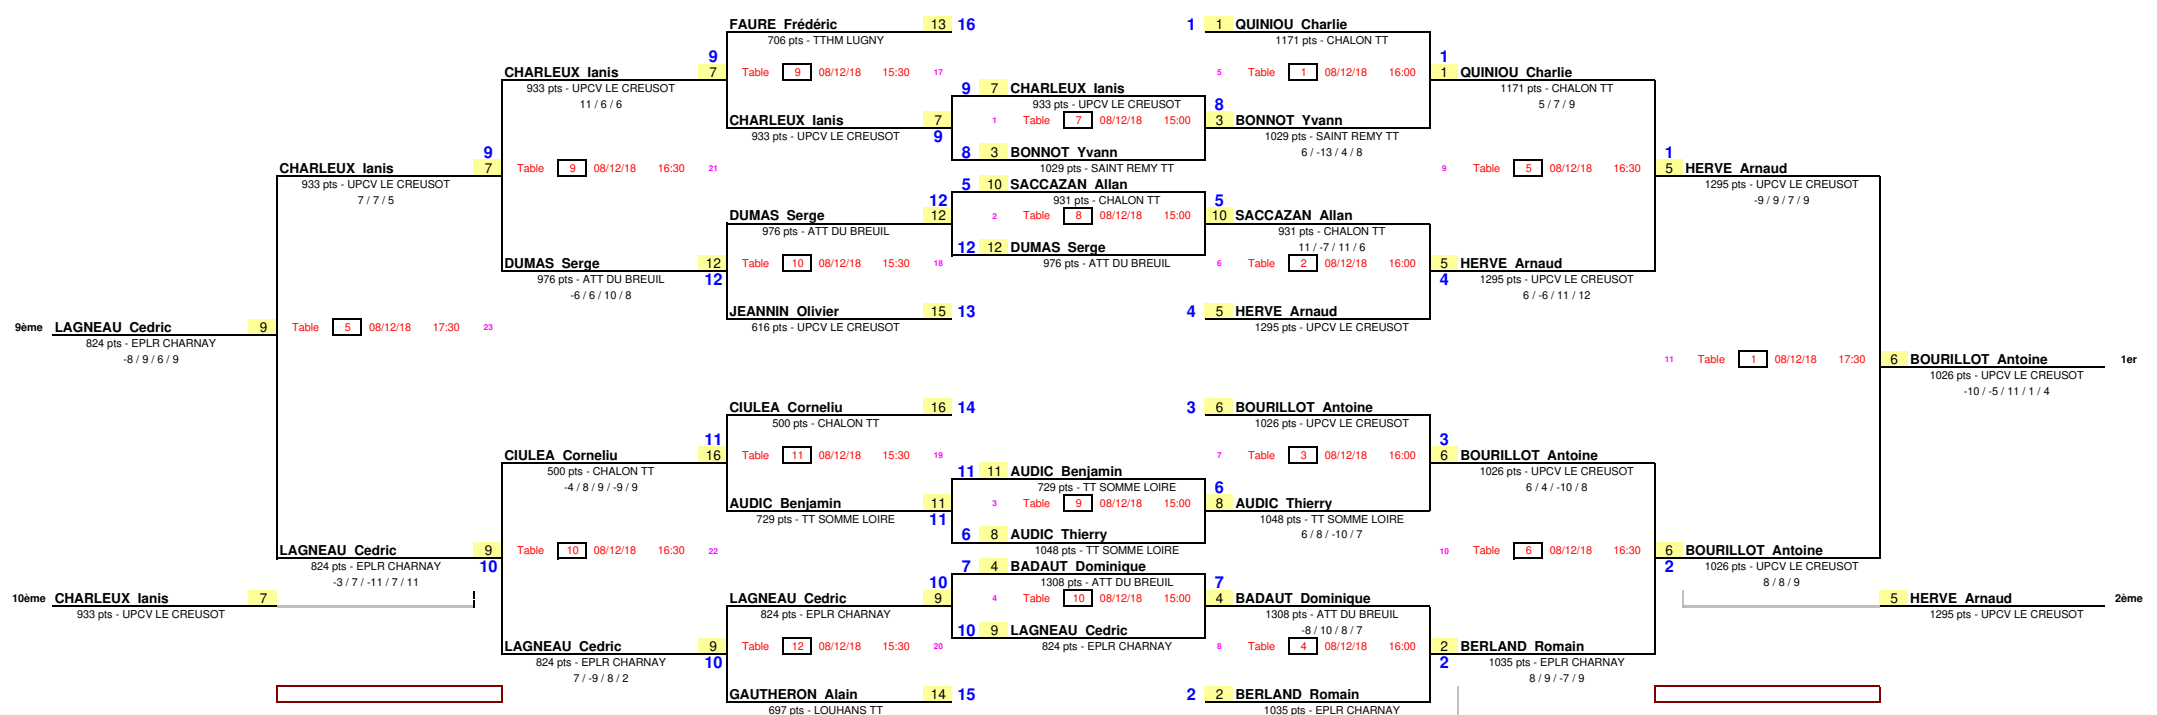 FAURE Frédéric 13 16 1 1 QUINIOU Charlie
706 pts - TTHM LUGNY 1171 pts - CHALON TT
9 1
CHARLEUX Ianis 7 Table 9 08/12/18 15:30 17 5 Table 1 08/12/18 16:00 1 QUINIOU Charlie
933 pts - UPCV LE CREUSOT 9 7 CHARLEUX Ianis 1171 pts - CHALON TT
11 / 6 / 6 933 pts - UPCV LE CREUSOT 8 5 / 7 / 9
CHARLEUX Ianis 7 1 Table 7 08/12/18 15:00 3 BONNOT Yvann
933 pts - UPCV LE CREUSOT 9 1029 pts - SAINT REMY TT
9 8 3 BONNOT Yvann 6 / -13 / 4 / 8 1
CHARLEUX Ianis 7 Table 9 08/12/18 16:30 21 1029 pts - SAINT REMY TT 9 Table 5 08/12/18 16:30 5 HERVE Arnaud
933 pts - UPCV LE CREUSOT 5 10 SACCAZAN Allan 1295 pts - UPCV LE CREUSOT
7 / 7 / 5 12 931 pts - CHALON TT 5 -9 / 9 / 7 / 9
DUMAS Serge 12 2 Table 8 08/12/18 15:00 10 SACCAZAN Allan
976 pts - ATT DU BREUIL 931 pts - CHALON TT
12 12 DUMAS Serge 11 / -7 / 11 / 6
DUMAS Serge 12 Table 10 08/12/18 15:30 18 976 pts - ATT DU BREUIL 6 Table 2 08/12/18 16:00 5 HERVE Arnaud
976 pts - ATT DU BREUIL 12 4 1295 pts - UPCV LE CREUSOT
-6 / 6 / 10 / 8 6 / -6 / 11 / 12
JEANNIN Olivier 15 13 4 5 HERVE Arnaud
9ème LAGNEAU Cedric 9 Table 5 08/12/18 17:30 23 616 pts - UPCV LE CREUSOT 1295 pts - UPCV LE CREUSOT
824 pts - EPLR CHARNAY
-8 / 9 / 6 / 9 11 Table 1 08/12/18 17:30 6 BOURILLOT Antoine 1er
1026 pts - UPCV LE CREUSOT
-10 / -5 / 11 / 1 / 4
CIULEA Corneliu 16 14 3 6 BOURILLOT Antoine
500 pts - CHALON TT 1026 pts - UPCV LE CREUSOT
11 3
CIULEA Corneliu 16 Table 11 08/12/18 15:30 19 7 Table 3 08/12/18 16:00 6 BOURILLOT Antoine
500 pts - CHALON TT 11 11 AUDIC Benjamin 1026 pts - UPCV LE CREUSOT
-4 / 8 / 9 / -9 / 9 729 pts - TT SOMME LOIRE 6 6 / 4 / -10 / 8
AUDIC Benjamin 11 3 Table 9 08/12/18 15:00 8 AUDIC Thierry
729 pts - TT SOMME LOIRE 11 1048 pts - TT SOMME LOIRE
6 8 AUDIC Thierry 6 / 8 / -10 / 7
LAGNEAU Cedric 9 Table 10 08/12/18 16:30 22 1048 pts - TT SOMME LOIRE 10 Table 6 08/12/18 16:30 6 BOURILLOT Antoine
824 pts - EPLR CHARNAY 10 7 4 BADAUT Dominique 2 1026 pts - UPCV LE CREUSOT
-3 / 7 / -11 / 7 / 11 10 1308 pts - ATT DU BREUIL 7 8 / 8 / 9
10ème CHARLEUX Ianis 7 LAGNEAU Cedric 9 4 Table 10 08/12/18 15:00 4 BADAUT Dominique 5 HERVE Arnaud 2ème
933 pts - UPCV LE CREUSOT 824 pts - EPLR CHARNAY 1308 pts - ATT DU BREUIL 1295 pts - UPCV LE CREUSOT
10 9 LAGNEAU Cedric -8 / 10 / 8 / 7
LAGNEAU Cedric 9 Table 12 08/12/18 15:30 20 824 pts - EPLR CHARNAY 8 Table 4 08/12/18 16:00 2 BERLAND Romain
824 pts - EPLR CHARNAY 10 2 1035 pts - EPLR CHARNAY
7 / -9 / 8 / 2 8 / 9 / -7 / 9
GAUTHERON Alain 14 15 2 2 BERLAND Romain
697 pts - LOUHANS TT 1035 pts - EPLR CHARNAY